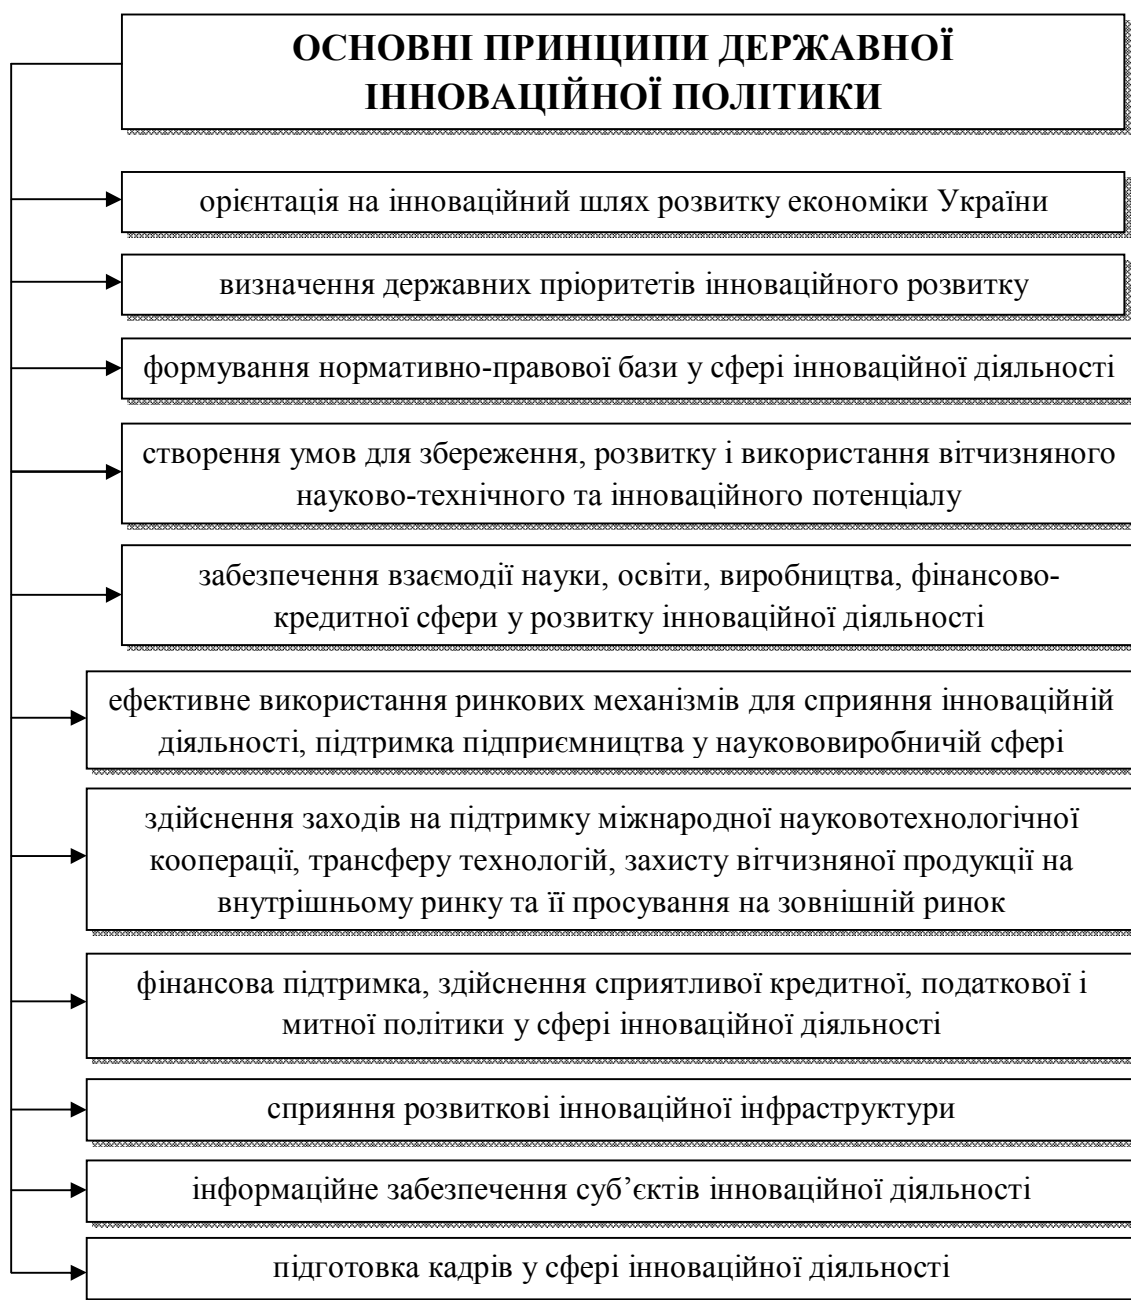 ОСНОВНІ ПРИНЦИПИ ДЕРЖАВНОЇ
ІННОВАЦІЙНОЇ ПОЛІТИКИ
орієнтація на інноваційний шлях розвитку економіки України
визначення державних пріоритетів інноваційного розвитку
формування нормативно-правової бази у сфері інноваційної діяльності
створення умов для збереження, розвитку і використання вітчизняного
науково-технічного та інноваційного потенціалу
забезпечення взаємодії науки, освіти, виробництва, фінансово-
кредитної сфери у розвитку інноваційної діяльності
ефективне використання ринкових механізмів для сприяння інноваційній
діяльності, підтримка підприємництва у наукововиробничій сфері
здійснення заходів на підтримку міжнародної науковотехнологічної
кооперації, трансферу технологій, захисту вітчизняної продукції на
внутрішньому ринку та її просування на зовнішній ринок
фінансова підтримка, здійснення сприятливої кредитної, податкової і
митної політики у сфері інноваційної діяльності
сприяння розвиткові інноваційної інфраструктури
інформаційне забезпечення суб’єктів інноваційної діяльності
підготовка кадрів у сфері інноваційної діяльності